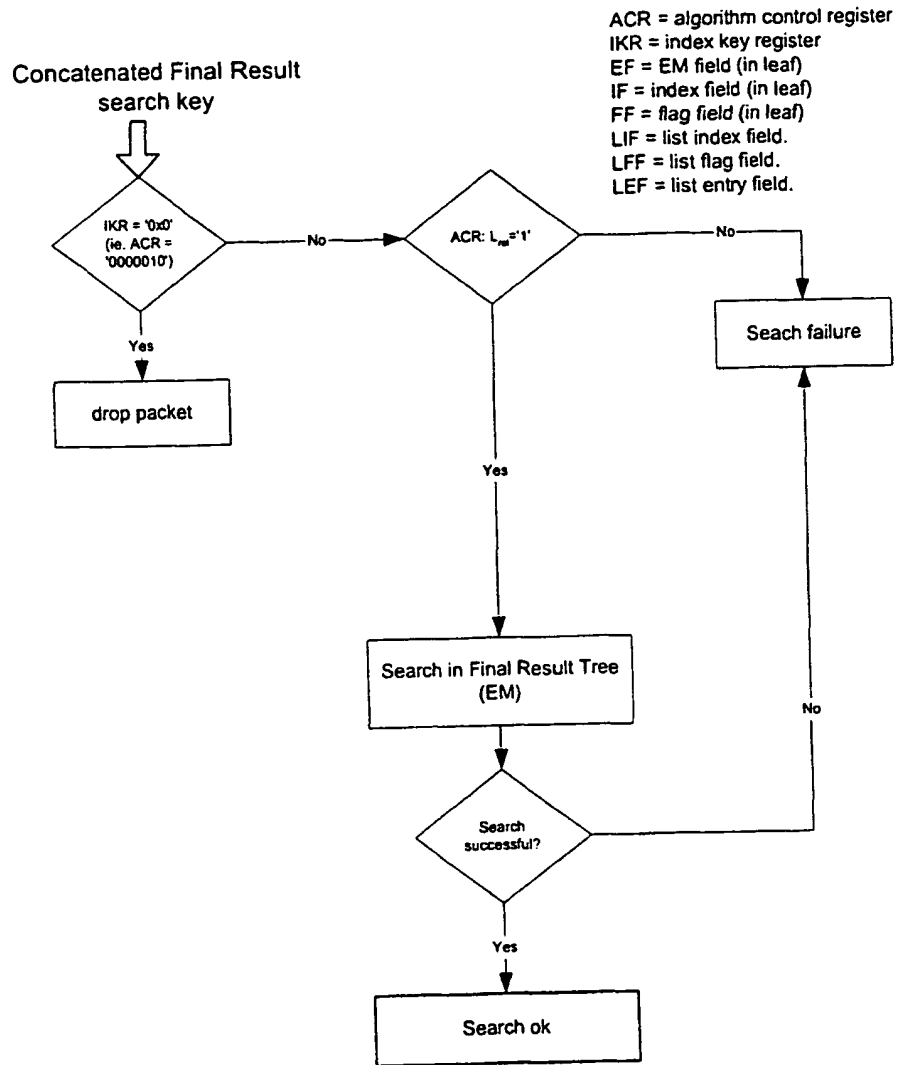 ACR = algorithm control register
IKR = index key register
EF = EM field (in leaf)
IF = index field (in leaf)
FF = flag field (in leaf)
LIF = list index field.
LFF = list flag field.
LEF = list entry field.
Concatenated Final Result
search key
IKR = '0x0'
(ie. ACR =
'0000010')
No
ACR: L ='1'
No
Yes
drop packet
Seach failure
Yes
Search in Final Result Tree
(EM)
No
Search
successful?
Yes
Search ok